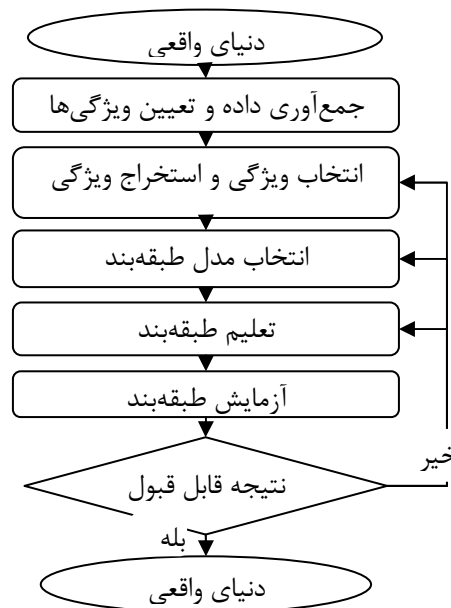 دنیای واقعی
جمع‌آوری داده و تعیین ویژگی‌ها
انتخاب ویژگی و استخراج ویژگی
انتخاب مدل طبقه‌بند
تعلیم طبقه‌بند
آزمایش طبقه‌بند
خیر
نتیجه قابل قبول
بله
دنیای واقعی